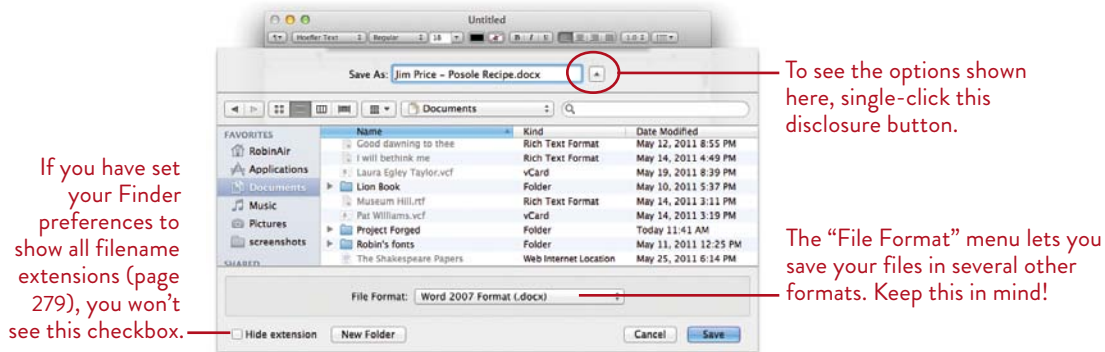 Untitled
Hoefler Text Regular 18 B I U 1.0
Save As: Jim Price – Posole Recipe.docx
To see the options shown
here, single-click this
disclosure button.
Documents
FAVORITES
RobinAir
Applications
Documents
Music
Pictures
screenshots
SHARED
Name Kind Date Modified
Good dawning to thee Rich Text Format May 12, 2011 8:55 PM
I will bethink me Rich Text Format May 14, 2011 4:49 PM
Laura Egley Taylor.vcf vCard May 19, 2011 8:39 PM
Lion Book Folder May 10, 2011 5:37 PM
Museum Hill.rtf Rich Text Format May 14, 2011 3:11 PM
Pat Williams.vcf vCard May 14, 2011 3:19 PM
Project Forged Folder Today 11:41 AM
Robin's fonts Folder May 11, 2011 12:25 PM
The Shakespeare Papers Web Internet Location May 25, 2011 6:14 PM
If you have set
your Finder
preferences to
show all filename
extensions (page
279), you won't
see this checkbox.
The “File Format” menu lets you
save your files in several other
formats. Keep this in mind!
File Format: Word 2007 Format (.docx)
Hide extension New Folder Cancel Save